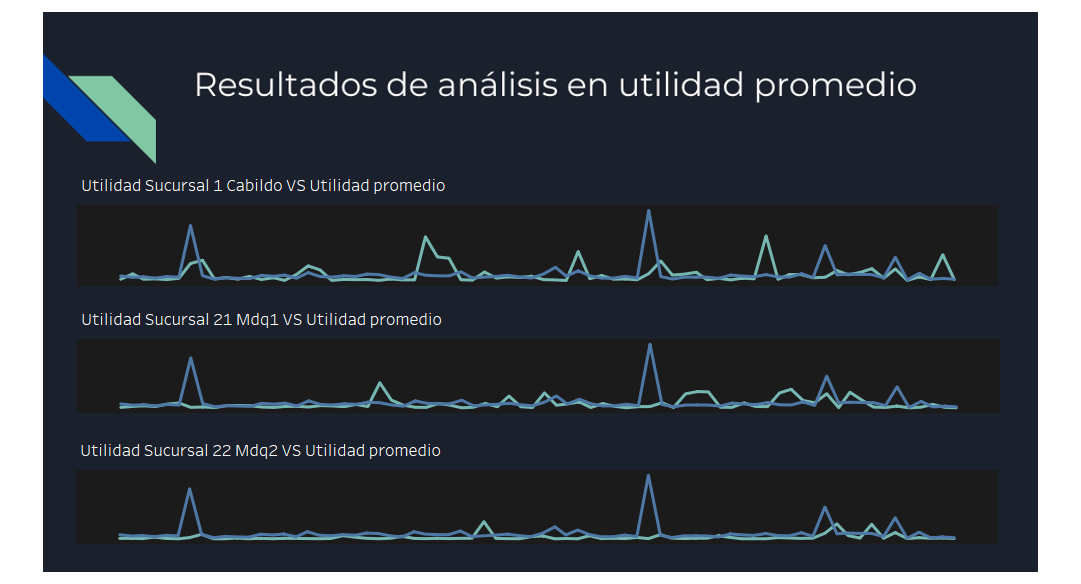 Resultados de análisis en utilidad promedio
Utilidad Sucursal 1 Cabildo VS Utilidad promedio
Utilidad Sucursal 21 Mdq1 VS Utilidad promedio
Utilidad Sucursal 22 Mdq2 VS Utilidad promedio